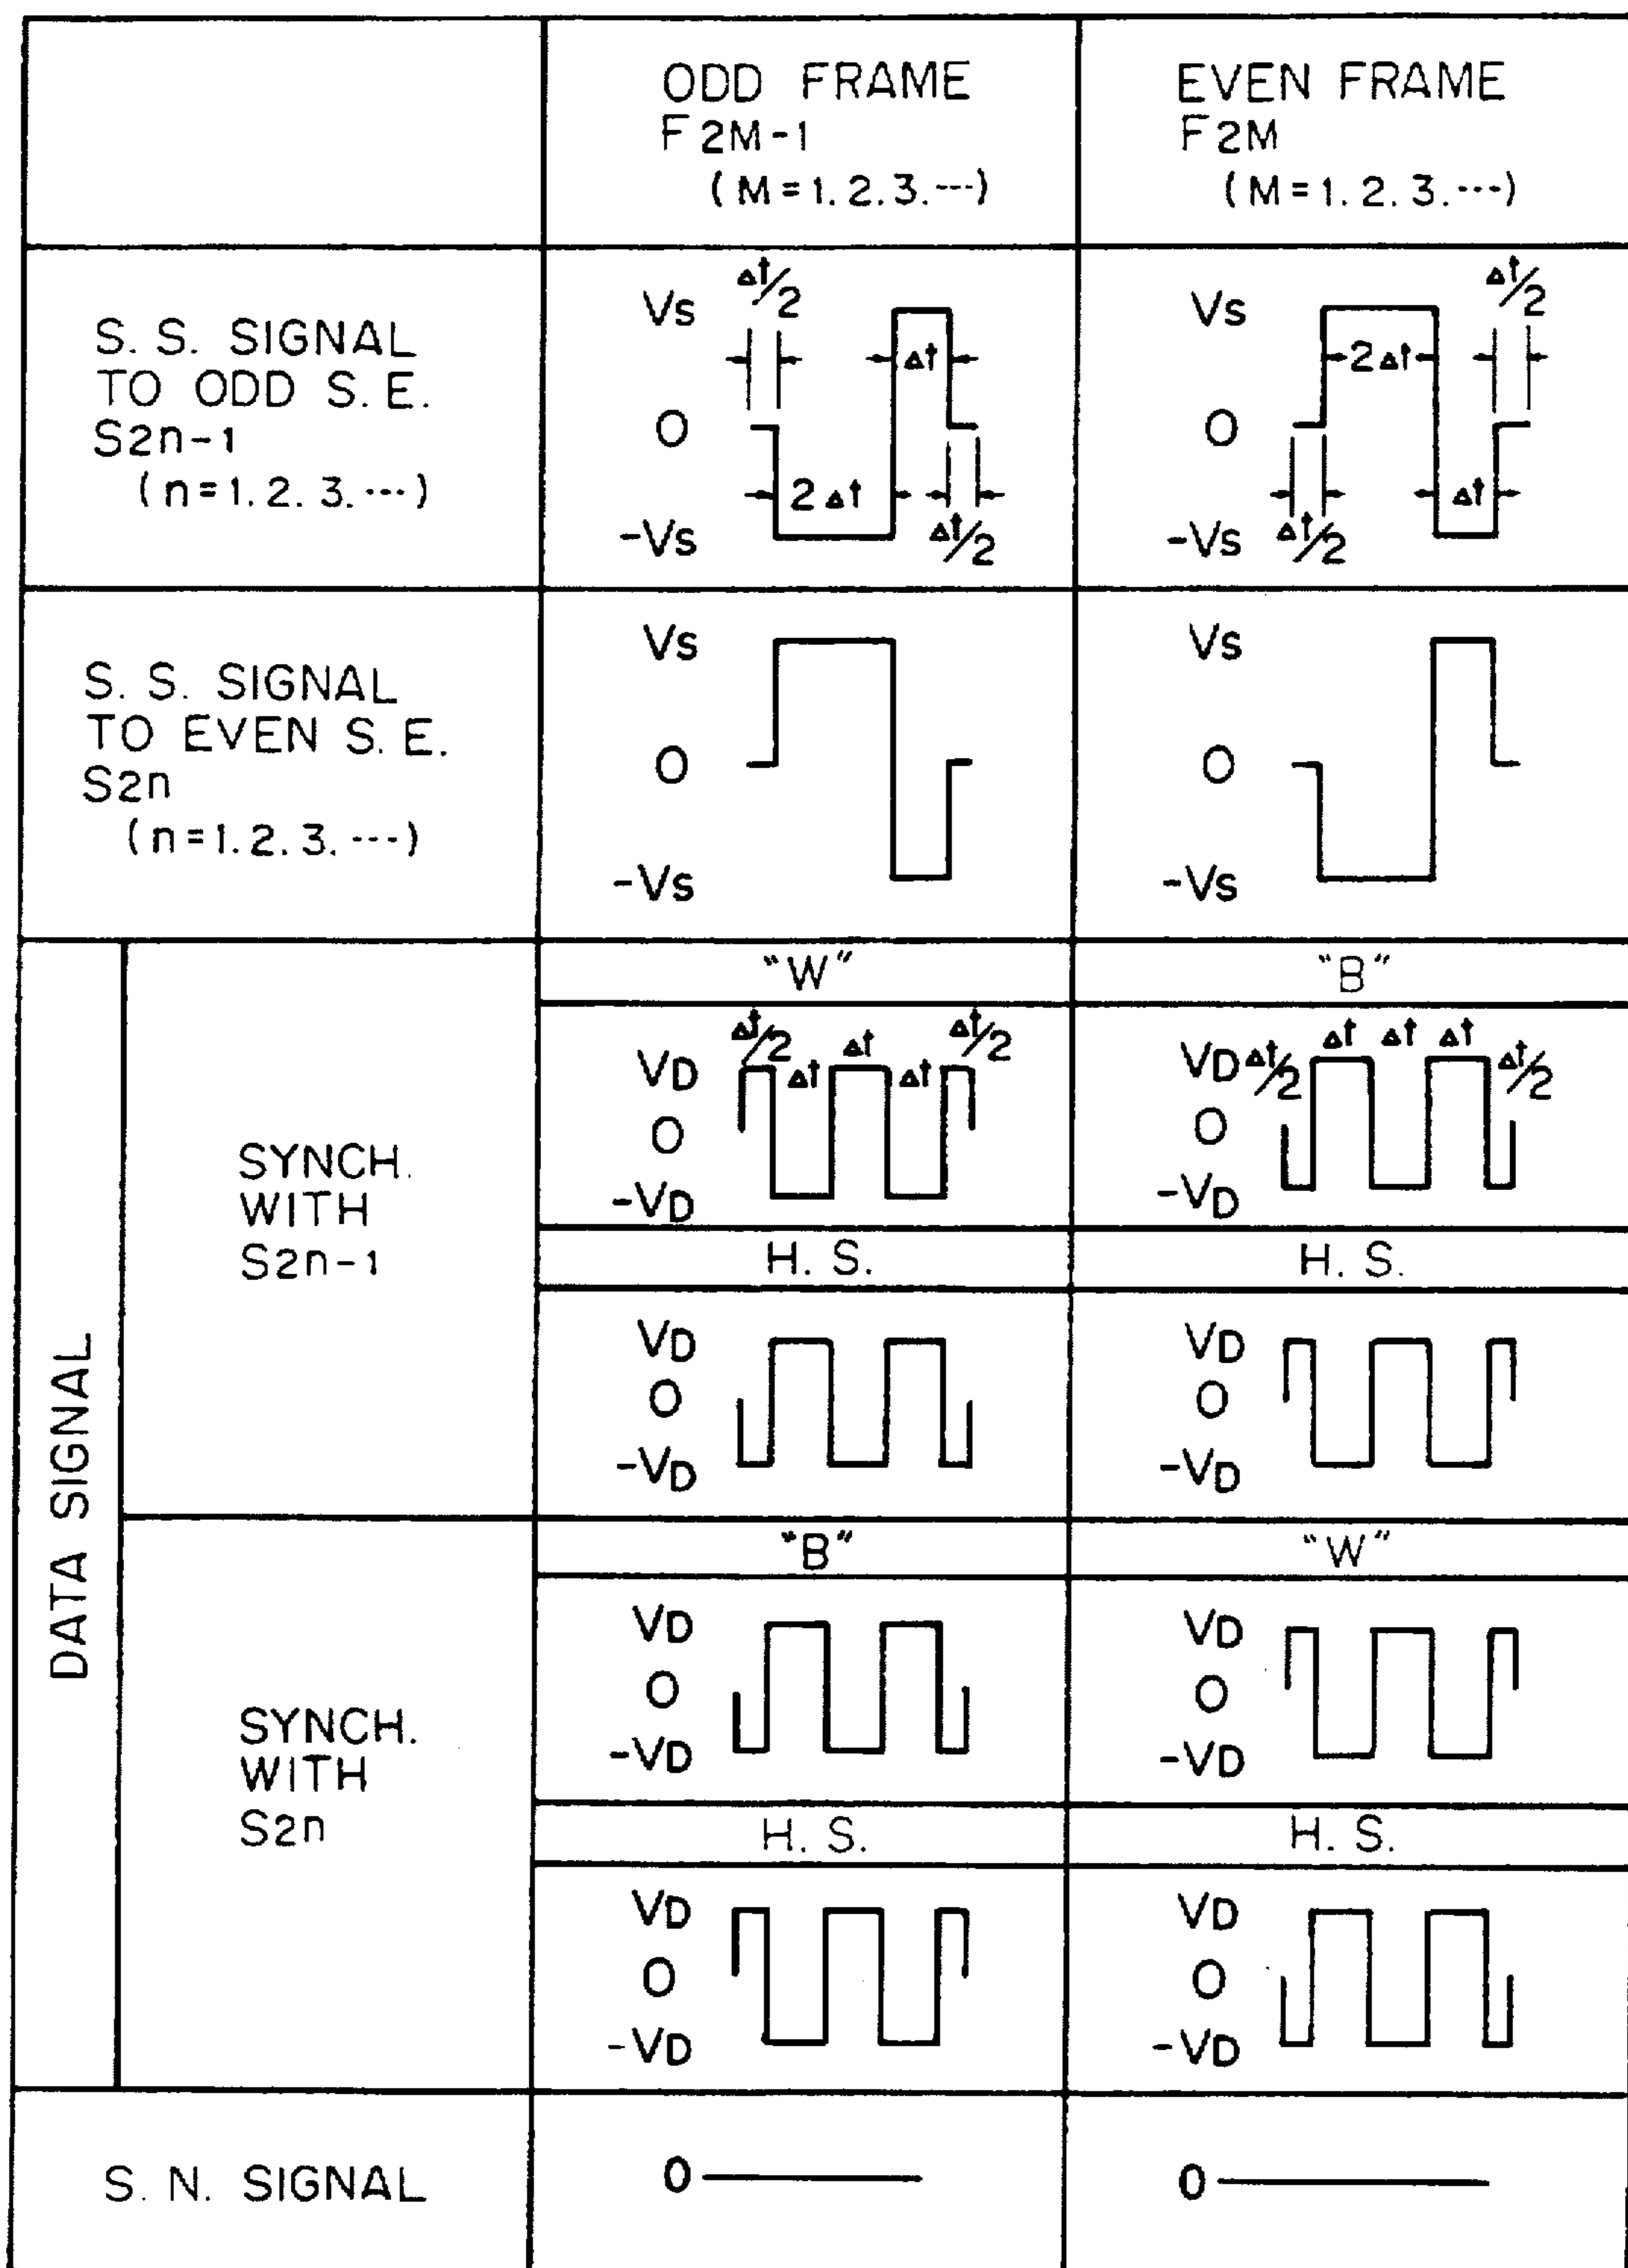 ODD FRAME
F2M-1
(M=1.2.3.---)
EVEN FRAME
F2M
(M=1.2.3.---)
S. S. SIGNAL
TO ODD S. E.
S2n-1
(n=1.2.3.---)
Vs
0
-Vs
Δt/2
Δt
2Δt
Δt/2
Vs
0
-Vs
Δt/2
2Δt
Δt
Δt/2
S. S. SIGNAL
TO EVEN S. E.
S2n
(n=1.2.3.---)
Vs
0
-Vs
Vs
0
-Vs
DATA SIGNAL
SYNCH.
WITH
S2n-1
"W"
VD
0
-VD
Δt/2
Δt
Δt
Δt
Δt/2
"B"
VD
0
-VD
Δt/2
Δt
Δt
Δt
Δt/2
H. S.
VD
0
-VD
H. S.
VD
0
-VD
SYNCH.
WITH
S2n
"B"
VD
0
-VD
"W"
VD
0
-VD
H. S.
VD
0
-VD
H. S.
VD
0
-VD
S. N. SIGNAL
0
0